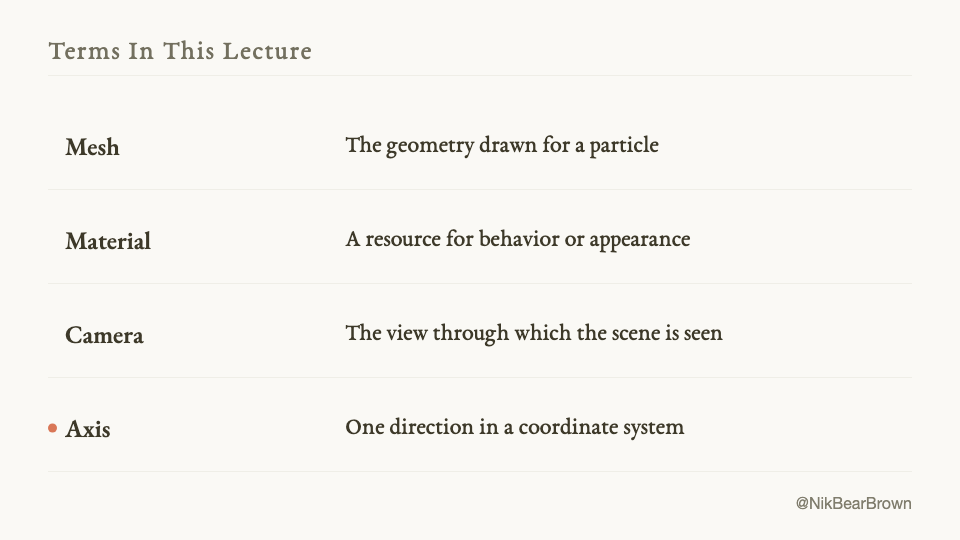 Terms In This Lecture
Mesh
The geometry drawn for a particle
Material
A resource for behavior or appearance
Camera
The view through which the scene is seen
Axis
One direction in a coordinate system
@NikBearBrown